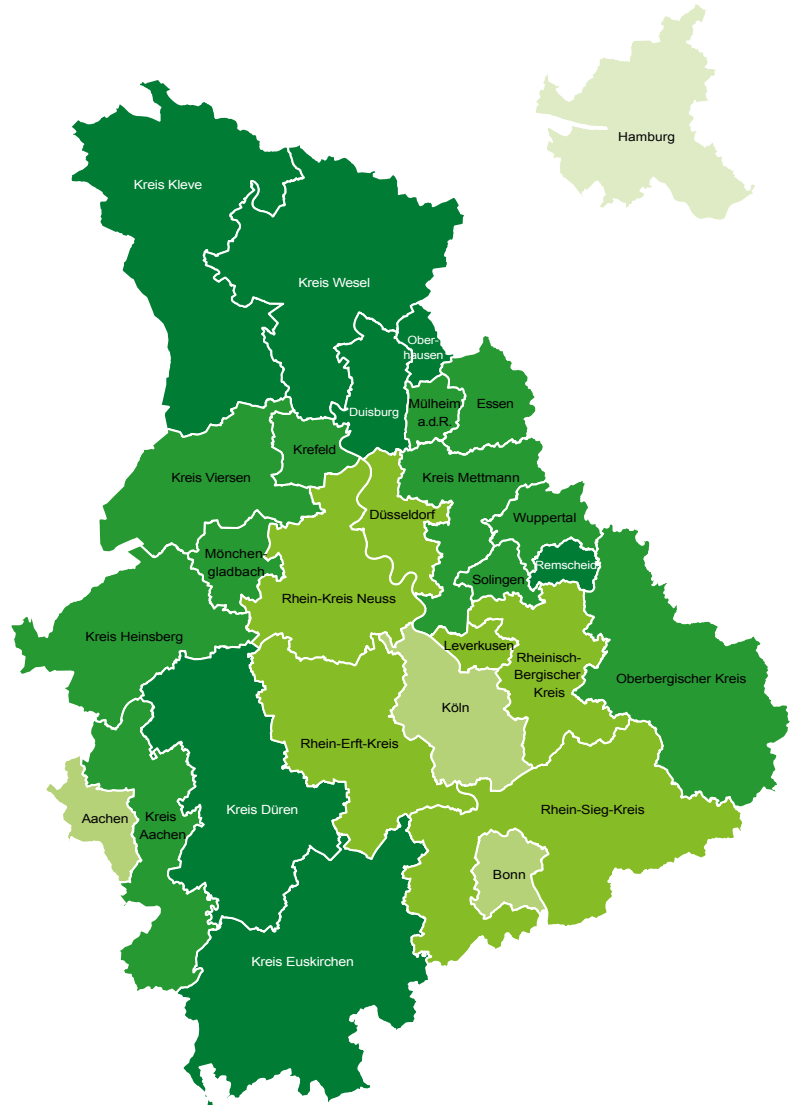 Hamburg
Kreis Kleve
Kreis Wesel
Ober-
hausen
Duisburg
Mülheim
a.d.R.
Essen
Krefeld
Kreis Viersen
Kreis Mettmann
Düsseldorf
Wuppertal
Mönchen-
gladbach
Remscheid
Solingen
Rhein-Kreis Neuss
Kreis Heinsberg
Leverkusen
Rheinisch-
Bergischer
Kreis
Oberbergischer Kreis
Köln
Rhein-Erft-Kreis
Kreis Düren
Rhein-Sieg-Kreis
Aachen
Kreis
Aachen
Bonn
Kreis Euskirchen